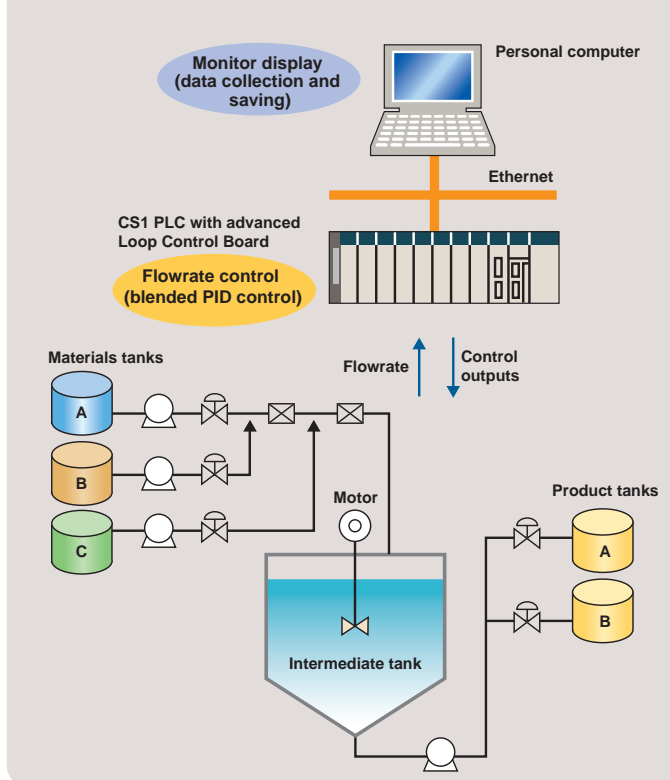 Monitor display
(data collection and
saving)
Personal computer
Ethernet
CS1 PLC with advanced
Loop Control Board
Flowrate control
(blended PID control)
Flowrate
Control
outputs
Materials tanks
A
B
C
Motor
Product tanks
A
B
Intermediate tank